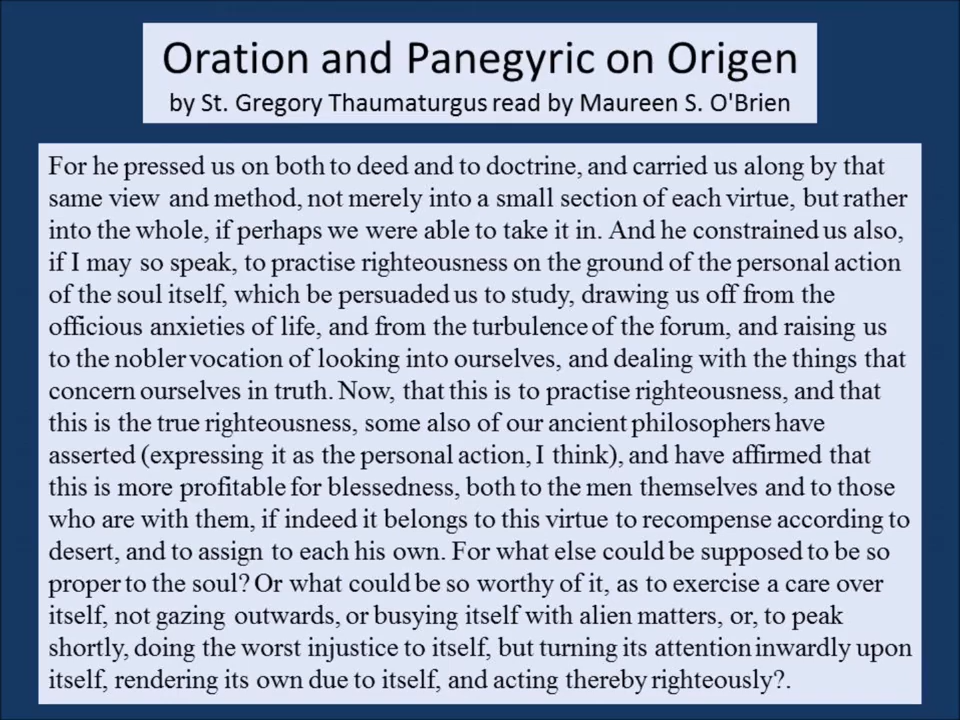 Oration and Panegyric on Origen
by St. Gregory Thaumaturgus read by Maureen S. O'Brien
For he pressed us on both to deed and to doctrine, and carried us along by that
same view and method, not merely into a small section of each virtue, but rather
into the whole, if perhaps we were able to take it in. And he constrained us also,
if I may so speak, to practise righteousness on the ground of the personal action
of the soul itself, which be persuaded us to study, drawing us off from the
officious anxieties of life, and from the turbulence of the forum, and raising us
to the nobler vocation of looking into ourselves, and dealing with the things that
concern ourselves in truth. Now, that this is to practise righteousness, and that
this is the true righteousness, some also of our ancient philosophers have
asserted (expressing it as the personal action, I think), and have affirmed that
this is more profitable for blessedness, both to the men themselves and to those
who are with them, if indeed it belongs to this virtue to recompense according to
desert, and to assign to each his own. For what else could be supposed to be so
proper to the soul? Or what could be so worthy of it, as to exercise a care over
itself, not gazing outwards, or busying itself with alien matters, or, to peak
shortly, doing the worst injustice to itself, but turning its attention inwardly upon
itself, rendering its own due to itself, and acting thereby righteously?.